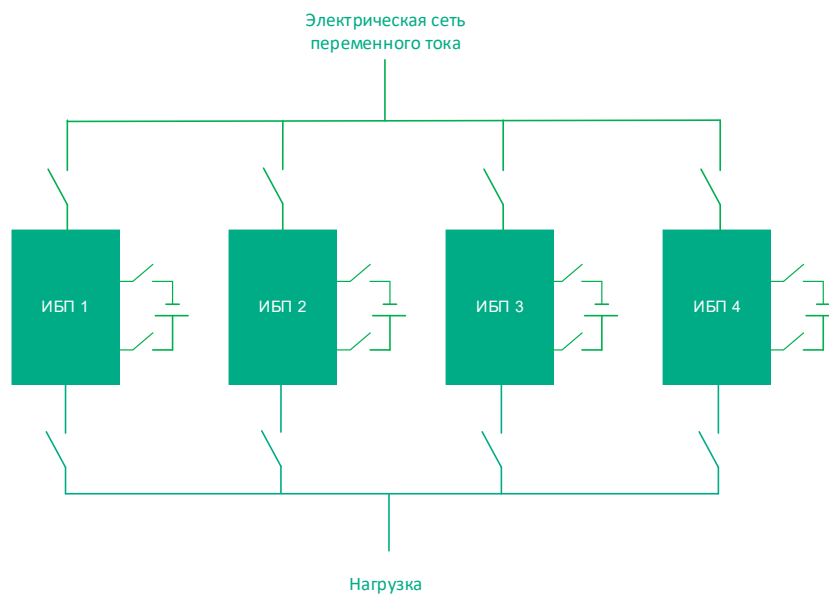 Электрическая сеть
переменного тока
ИБП 1
ИБП 2
ИБП 3
ИБП 4
Нагрузка